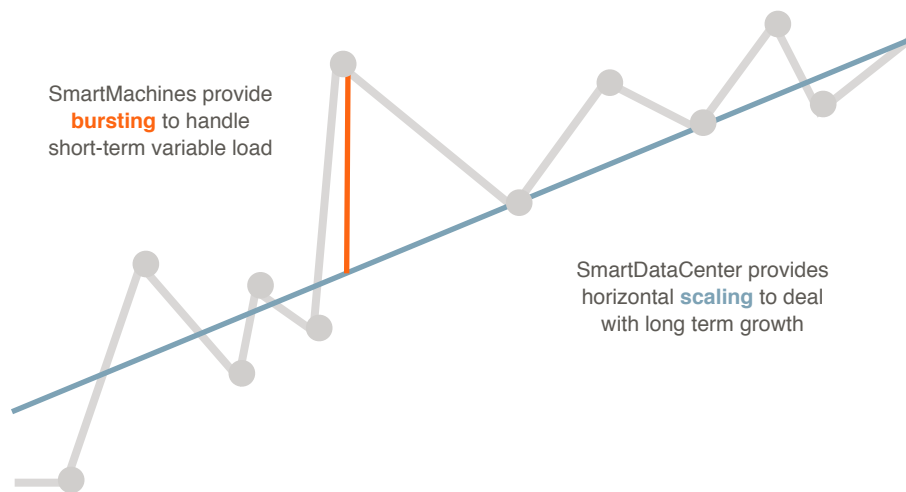 SmartMachines provide
bursting to handle
short-term variable load
SmartDataCenter provides
horizontal scaling to deal
with long term growth